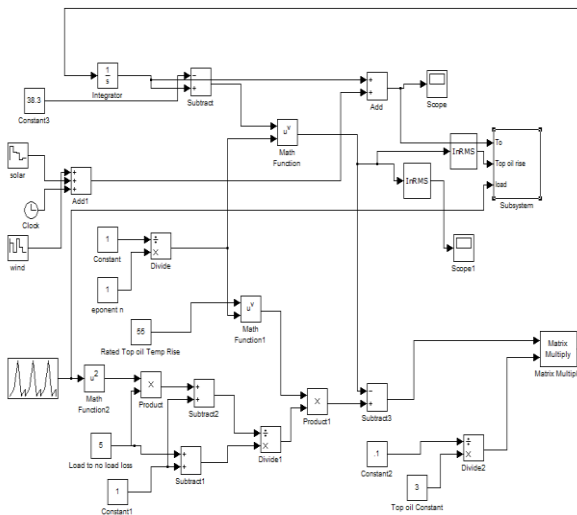 1
s
Integrator
38.3
Constant3
−
+
Subtract
+
+
Add
Scope
u^v
Math
Function
InRMS
To
Top oil rise
load
Subsystem
InRMS
Scope1
solar
+
+
+
Add1
Clock
wind
1
Constant
÷
×
Divide
1
eponent n
55
Rated Top oil Temp Rise
u^v
Math
Function1
u^2
Math
Function2
×
Product
+
+
Subtract2
×
Product1
−
+
Subtract3
Matrix
Multiply
Matrix Multipl
5
Load to no load loss
+
+
Subtract1
÷
×
Divide1
1
Constant1
.1
Constant2
÷
×
Divide2
3
Top oil Constant